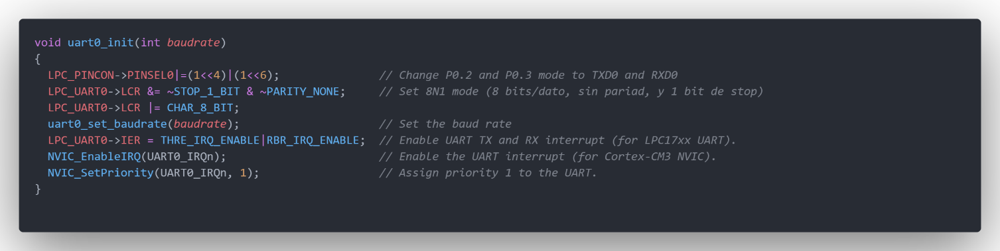 void uart0_init(int baudrate)
{
  LPC_PINCON->PINSEL0|=(1<<4)|(1<<6);               // Change P0.2 and P0.3 mode to TXD0 and RXD0
  LPC_UART0->LCR &= ~STOP_1_BIT & ~PARITY_NONE;     // Set 8N1 mode (8 bits/dato, sin pariad, y 1 bit de stop)
  LPC_UART0->LCR |= CHAR_8_BIT;
  uart0_set_baudrate(baudrate);                     // Set the baud rate
  LPC_UART0->IER = THRE_IRQ_ENABLE|RBR_IRQ_ENABLE;  // Enable UART TX and RX interrupt (for LPC17xx UART).
  NVIC_EnableIRQ(UART0_IRQn);                       // Enable the UART interrupt (for Cortex-CM3 NVIC).
  NVIC_SetPriority(UART0_IRQn, 1);                  // Assign priority 1 to the UART.
}